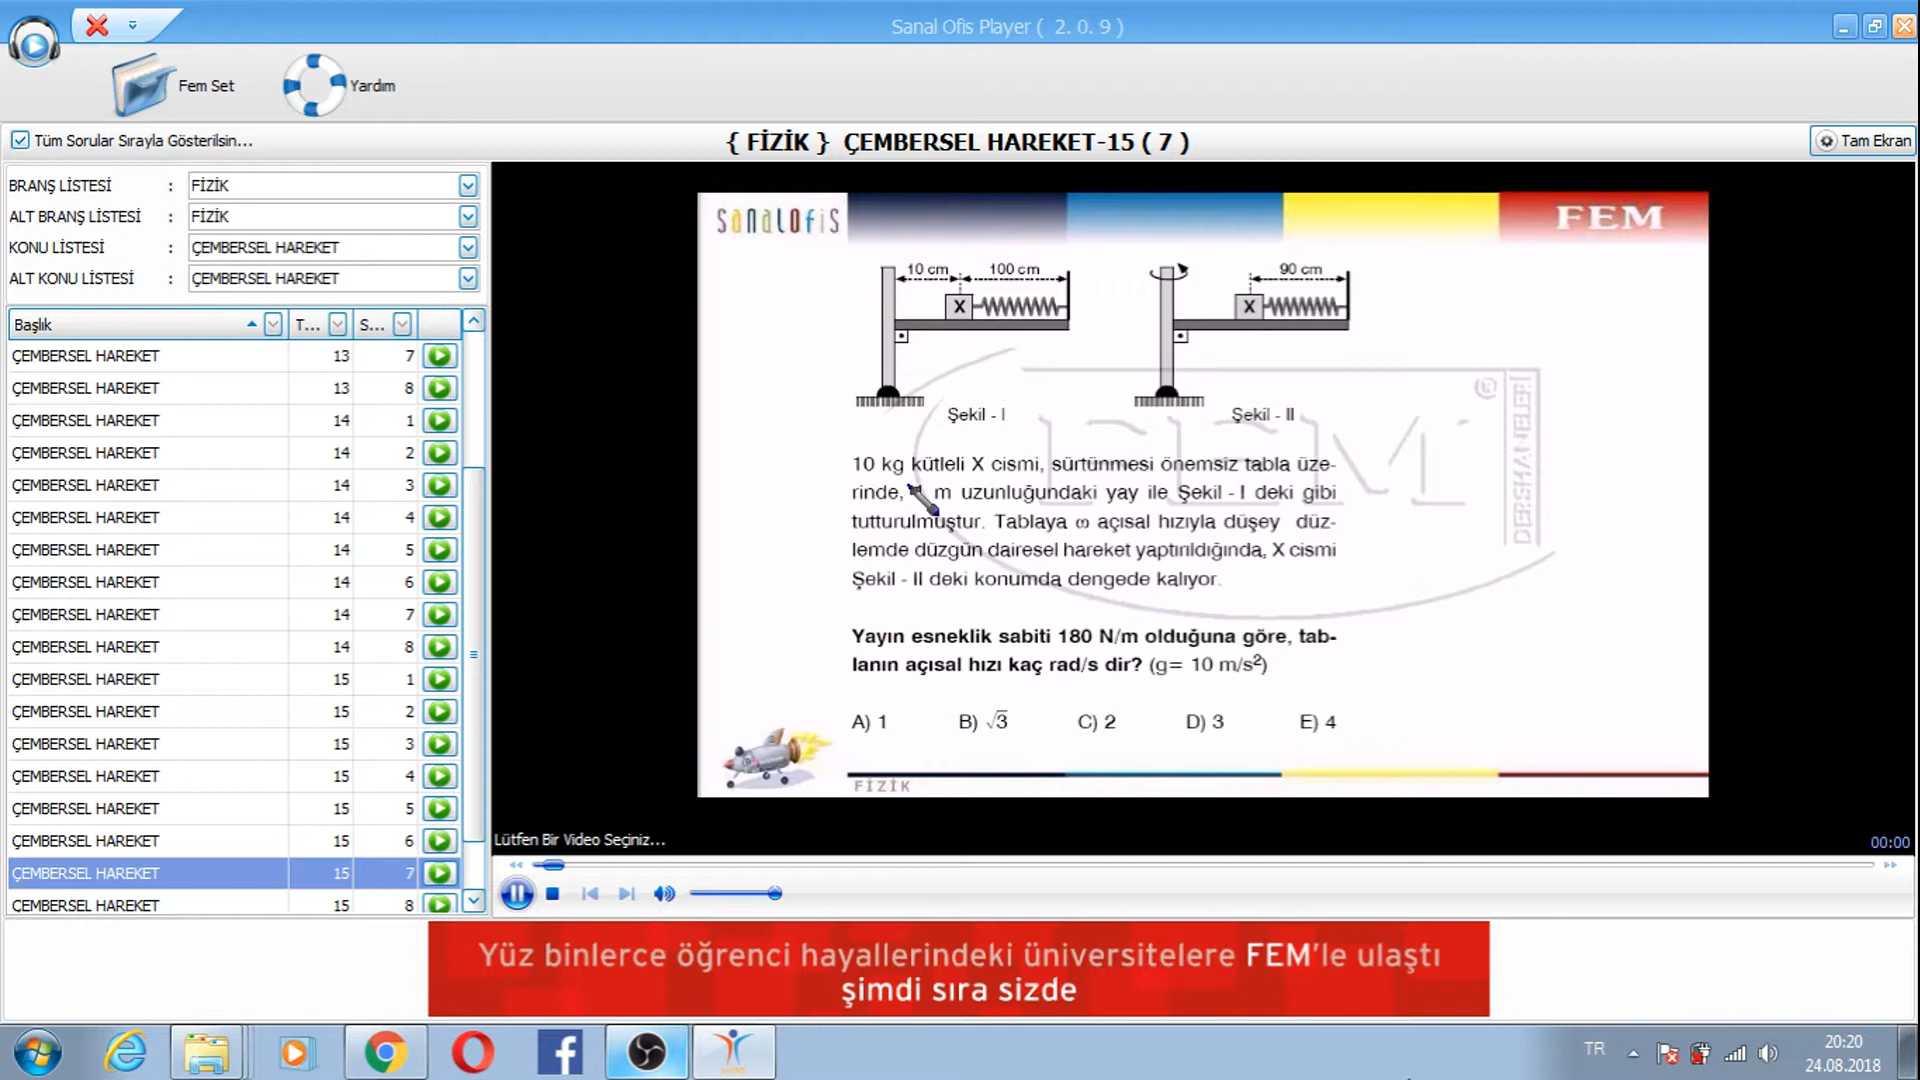 Sanal Ofis Player ( 2. 0. 9 )
Fem Set
Yardım
Tüm Sorular Sırayla Gösterilsin...
{ FİZİK } ÇEMBERSEL HAREKET-15 ( 7 )
Tam Ekran
BRANŞ LİSTESİ : FİZİK
ALT BRANŞ LİSTESİ : FİZİK
KONU LİSTESİ : ÇEMBERSEL HAREKET
ALT KONU LİSTESİ : ÇEMBERSEL HAREKET
Başlık T... S...
ÇEMBERSEL HAREKET 13 7
ÇEMBERSEL HAREKET 13 8
ÇEMBERSEL HAREKET 14 1
ÇEMBERSEL HAREKET 14 2
ÇEMBERSEL HAREKET 14 3
ÇEMBERSEL HAREKET 14 4
ÇEMBERSEL HAREKET 14 5
ÇEMBERSEL HAREKET 14 6
ÇEMBERSEL HAREKET 14 7
ÇEMBERSEL HAREKET 14 8
ÇEMBERSEL HAREKET 15 1
ÇEMBERSEL HAREKET 15 2
ÇEMBERSEL HAREKET 15 3
ÇEMBERSEL HAREKET 15 4
ÇEMBERSEL HAREKET 15 5
ÇEMBERSEL HAREKET 15 6
ÇEMBERSEL HAREKET 15 7
ÇEMBERSEL HAREKET 15 8
sanalofis
FEM
10 cm 100 cm 90 cm
X X
Şekil - I Şekil - II
FEM
DERSHANELERİ
10 kg kütleli X cismi, sürtünmesi önemsiz tabla üze-
rinde, m uzunluğundaki yay ile Şekil - I deki gibi
tutturulmuştur. Tablaya ω açısal hızıyla düşey düz-
lemde düzgün dairesel hareket yaptırıldığında, X cismi
Şekil - II deki konumda dengede kalıyor.
Yayın esneklik sabiti 180 N/m olduğuna göre, tab-
lanın açısal hızı kaç rad/s dir? (g= 10 m/s²)
A) 1 B) √3 C) 2 D) 3 E) 4
FİZİK
Lütfen Bir Video Seçiniz...
00:00
Yüz binlerce öğrenci hayallerindeki üniversitelere FEM'le ulaştı
şimdi sıra sizde
TR
20:20
24.08.2018